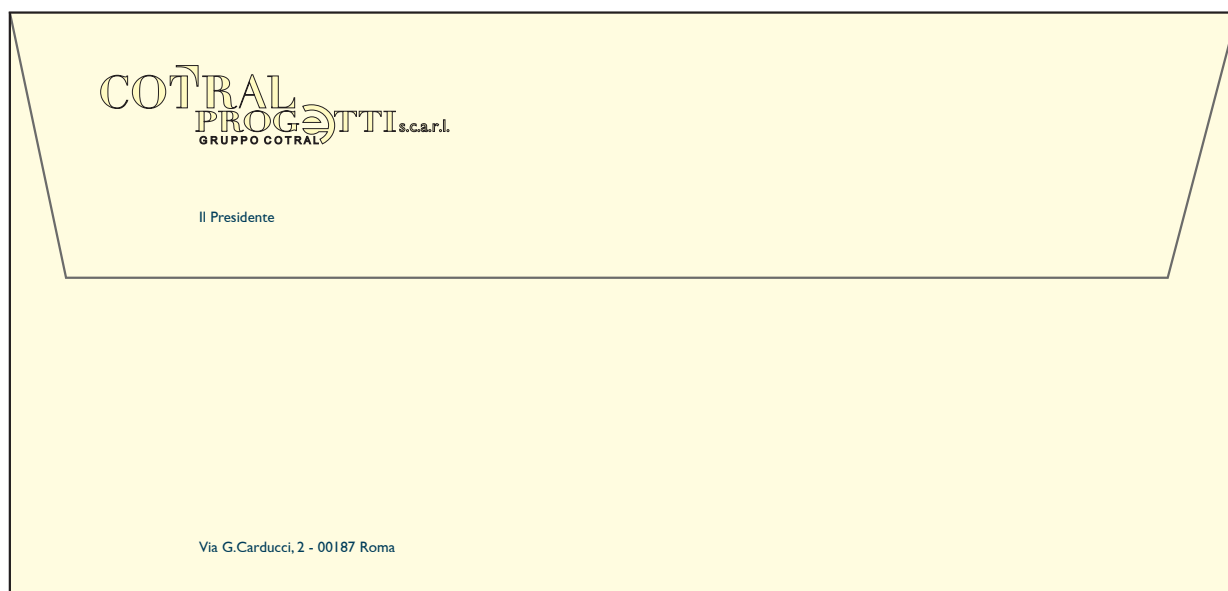 COTRAL
PROGETTI s.c.a.r.l.
GRUPPO COTRAL
Il Presidente
Via G.Carducci, 2 - 00187 Roma